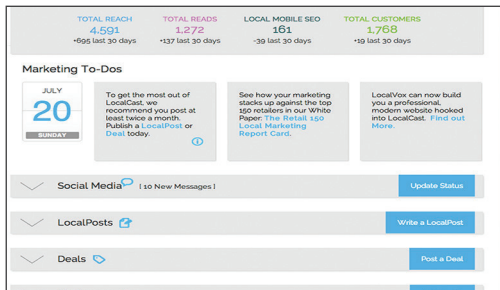 TOTAL REACH
4,591
+695 last 30 days
TOTAL READS
1,272
+137 last 30 days
LOCAL MOBILE SEO
161
-39 last 30 days
TOTAL CUSTOMERS
1,768
+19 last 30 days
Marketing To-Dos
JULY
20
SUNDAY
To get the most out of
LocalCast, we
recommend you post at
least twice a month.
Publish a LocalPost or
Deal today.
See how your marketing
stacks up against the top
150 retailers in our White
Paper: The Retail 150
Local Marketing
Report Card.
LocalVox can now build
you a professional,
modern website hooked
into LocalCast. Find out
More.
Social Media [ 10 New Messages ]
Update Status
LocalPosts
Write a LocalPost
Deals
Post a Deal